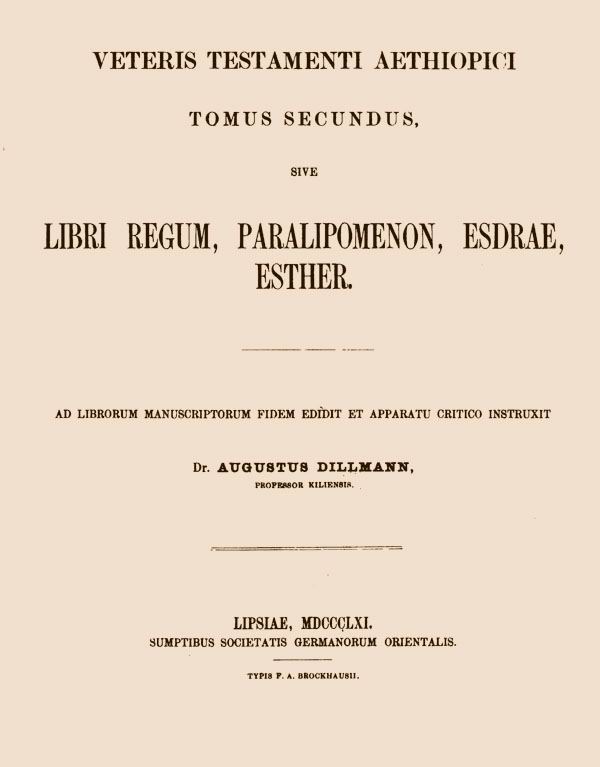 VETERIS TESTAMENTI AETHIOPICI
TOMUS SECUNDUS,
SIVE
LIBRI REGUM, PARALIPOMENON, ESDRAE,
ESTHER.
AD LIBRORUM MANUSCRIPTORUM FIDEM EDIDIT ET APPARATU CRITICO INSTRUXIT
Dr. AUGUSTUS DILLMANN,
PROFESSOR KILIENSIS.
LIPSIAE, MDCCCLXI.
SUMPTIBUS SOCIETATIS GERMANORUM ORIENTALIS.
TYPIS F. A. BROCKHAUSII.